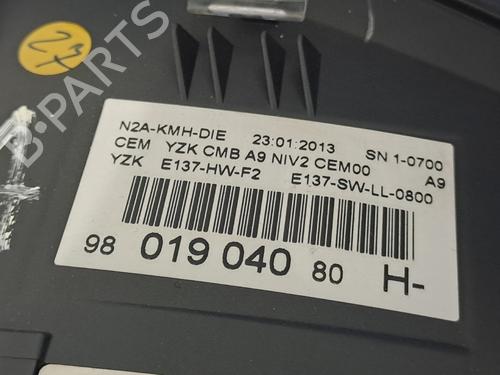 27
B-PARTS
N2A-KMH-DIE 23:01:2013 SN 1-0700
CEM YZK CMB A9 NIV2 CEM00 A9
YZK E137-HW-F2 E137-SW-LL-0800
98 019 040 80 H-